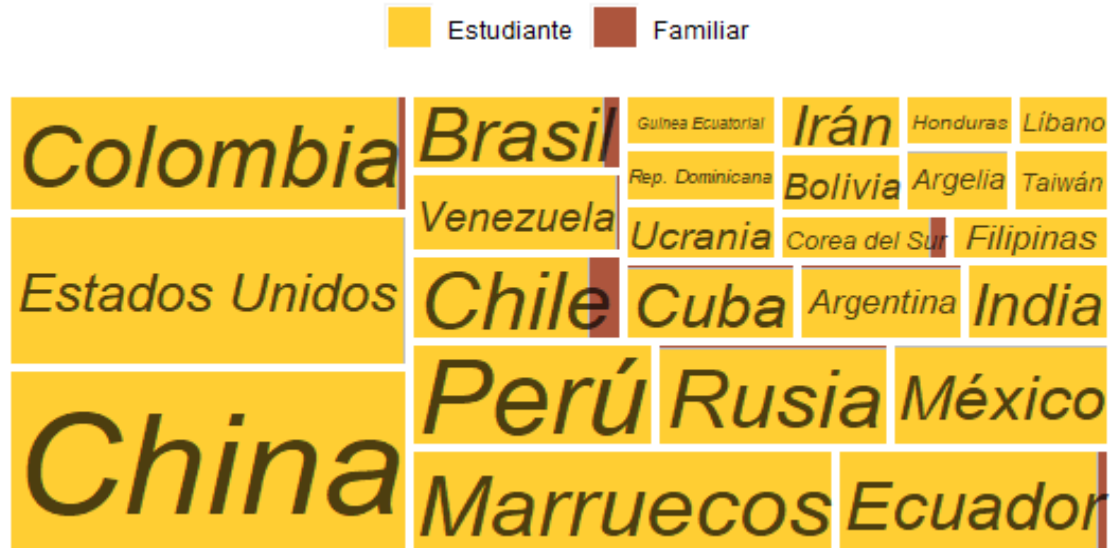 Estudiante Familiar
Colombia
Estados Unidos
China
Brasil
Venezuela
Chile
Guinea Ecuatorial
Rep. Dominicana
Ucrania
Irán
Bolivia
Honduras
Líbano
Argelia
Taiwán
Corea del Sur
Filipinas
Cuba
Argentina
India
Perú
Rusia
México
Marruecos
Ecuador